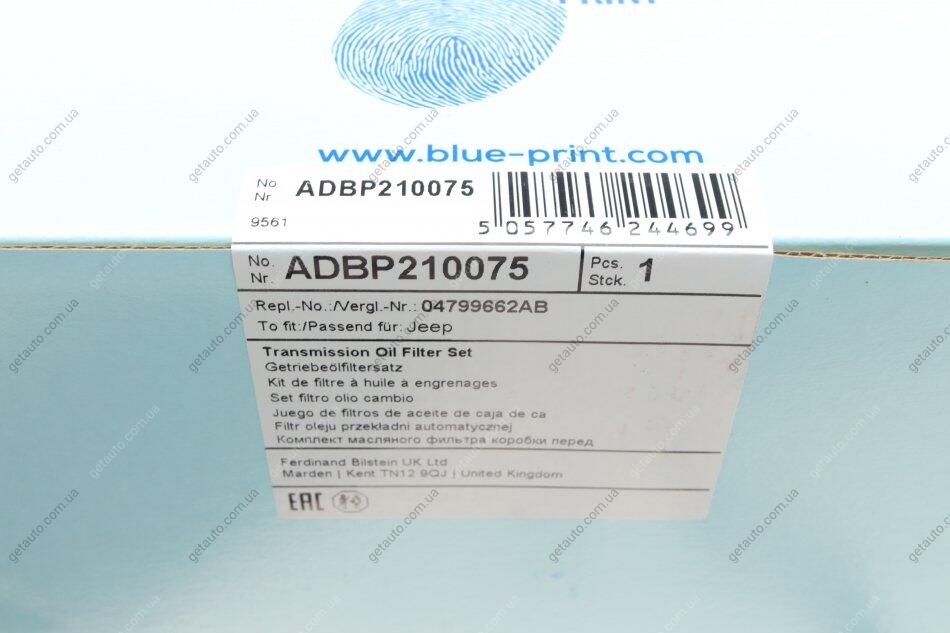 PRINT
www.blue-print.com
No
Nr
ADBP210075
9561
5 057746 244699
No.
Nr.
ADBP210075
Pcs.
Stck.
1
Repl.-No.:/Vergl.-Nr.: 04799662AB
To fit:/Passend für: Jeep
Transmission Oil Filter Set
Getriebeölfiltersatz
Kit de filtre à huile à engrenages
Set filtro olio cambio
Juego de filtros de aceite de caja de ca
Filtr oleju przekładni automatycznej
Комплект масляного фильтра коробки перед
Ferdinand Bilstein UK Ltd
Marden | Kent TN12 9QJ | United Kingdom
EAC
getauto.com.ua